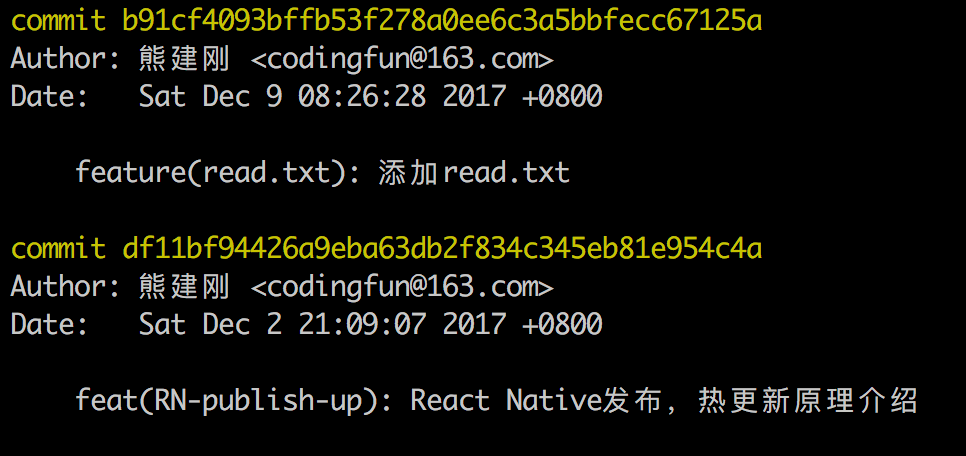 commit b91cf4093bffb53f278a0ee6c3a5bbfecc67125a
Author: 熊建刚 <codingfun@163.com>
Date:   Sat Dec 9 08:26:28 2017 +0800
feature(read.txt): 添加read.txt
commit df11bf94426a9eba63db2f834c345eb81e954c4a
Author: 熊建刚 <codingfun@163.com>
Date:   Sat Dec 2 21:09:07 2017 +0800
feat(RN-publish-up): React Native发布，热更新原理介绍